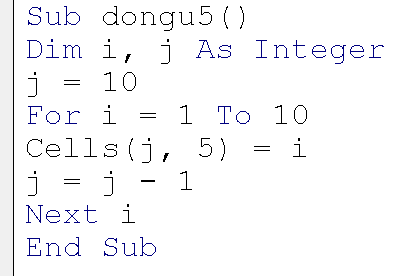 Sub dongu5()
Dim i, j As Integer
j = 10
For i = 1 To 10
Cells(j, 5) = i
j = j - 1
Next i
End Sub